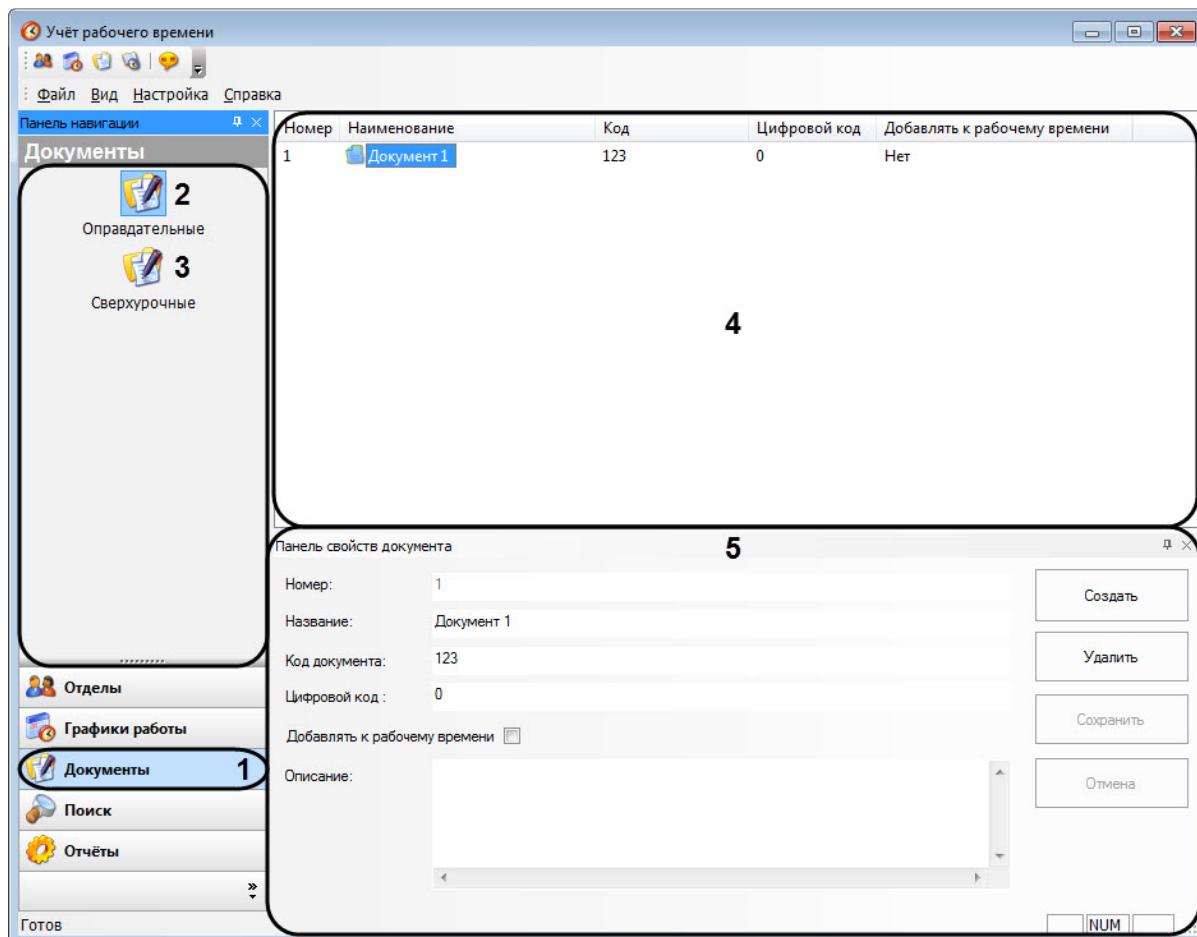 Учёт рабочего времени
Файл Вид Настройка Справка
Панель навигации
Документы
2
Оправдательные
3
Сверхурочные
Номер Наименование Код Цифровой код Добавлять к рабочему времени
1 Документ 1 123 0 Нет
4
Панель свойств документа 5
Номер: 1
Создать
Название: Документ 1
Код документа: 123
Удалить
Цифровой код : 0
Сохранить
Добавлять к рабочему времени
Описание:
Отмена
Отделы
Графики работы
Документы 1
Поиск
Отчёты
Готов NUM